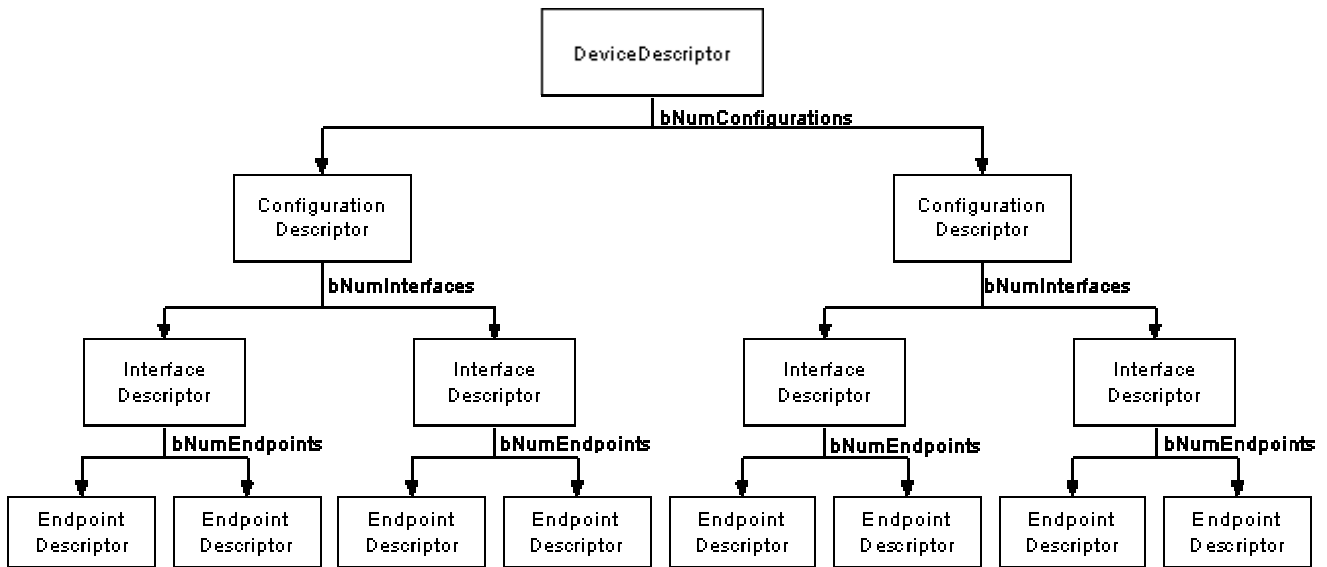 DeviceDescriptor
bNumConfigurations
Configuration
Descriptor
Configuration
Descriptor
bNumInterfaces
bNumInterfaces
Interface
Descriptor
Interface
Descriptor
Interface
Descriptor
Interface
Descriptor
bNumEndpoints
bNumEndpoints
bNumEndpoints
bNumEndpoints
Endpoint
Descriptor
Endpoint
Descriptor
Endpoint
Descriptor
Endpoint
Descriptor
Endpoint
Descriptor
Endpoint
Descriptor
Endpoint
Descriptor
Endpoint
Descriptor